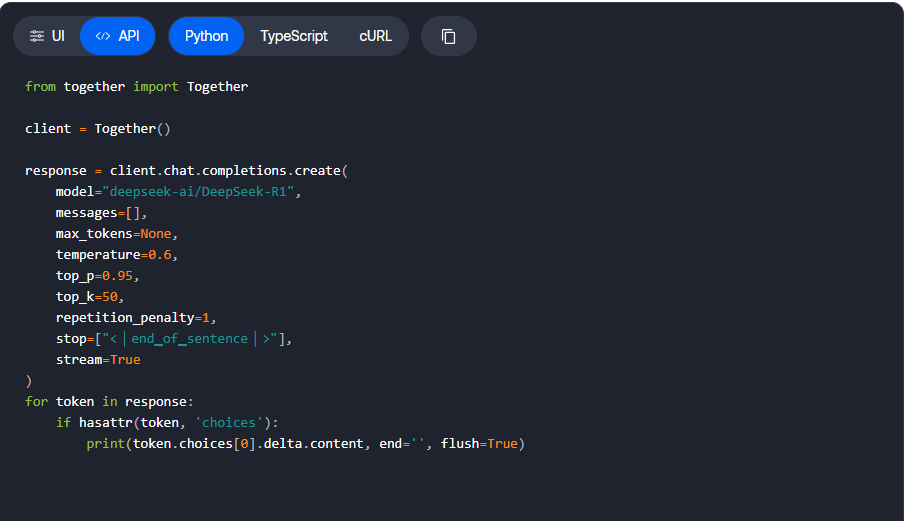 UI API Python TypeScript cURL
from together import Together
client = Together()
response = client.chat.completions.create(
    model="deepseek-ai/DeepSeek-R1",
    messages=[],
    max_tokens=None,
    temperature=0.6,
    top_p=0.95,
    top_k=50,
    repetition_penalty=1,
    stop=["<｜end_of_sentence｜>"],
    stream=True
)
for token in response:
    if hasattr(token, 'choices'):
        print(token.choices[0].delta.content, end='', flush=True)